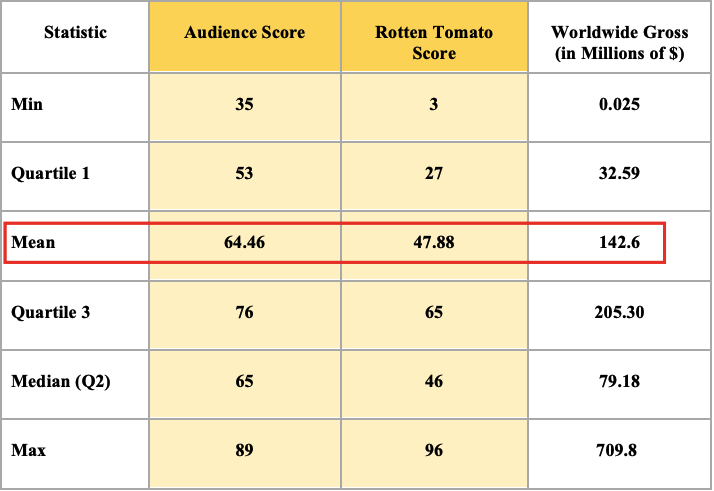 Statistic Audience Score Rotten Tomato Score Worldwide Gross (in Millions of $)
Min 35 3 0.025
Quartile 1 53 27 32.59
Mean 64.46 47.88 142.6
Quartile 3 76 65 205.30
Median (Q2) 65 46 79.18
Max 89 96 709.8